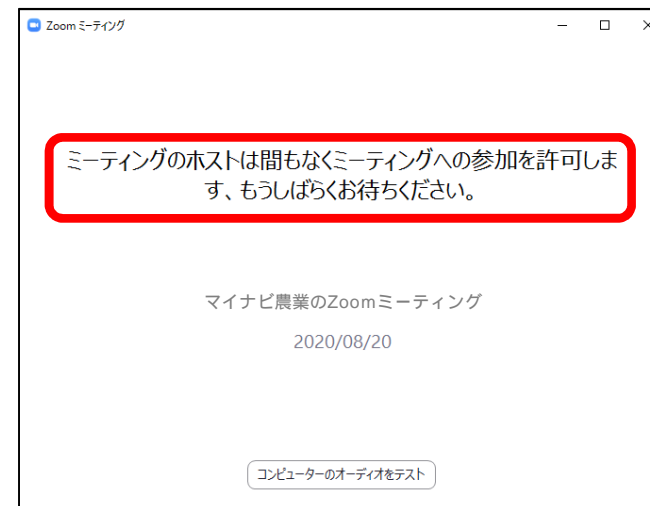 Zoom ミーティング
ミーティングのホストは間もなくミーティングへの参加を許可しま
す、もうしばらくお待ちください。
マイナビ農業のZoomミーティング
2020/08/20
コンピューターのオーディオをテスト